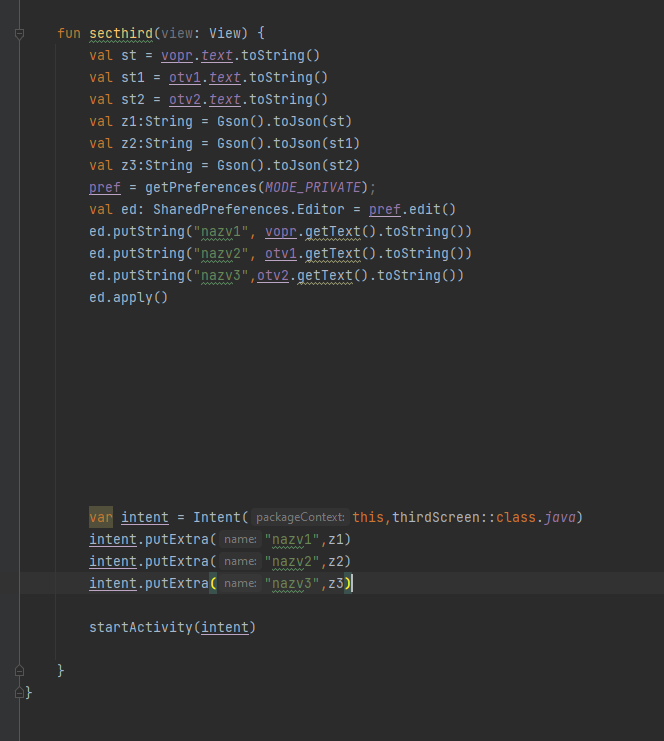 fun secthird(view: View) {
val st = vopr.text.toString()
val st1 = otv1.text.toString()
val st2 = otv2.text.toString()
val z1:String = Gson().toJson(st)
val z2:String = Gson().toJson(st1)
val z3:String = Gson().toJson(st2)
pref = getPreferences(MODE_PRIVATE);
val ed: SharedPreferences.Editor = pref.edit()
ed.putString("nazv1", vopr.getText().toString())
ed.putString("nazv2", otv1.getText().toString())
ed.putString("nazv3",otv2.getText().toString())
ed.apply()
var intent = Intent( packageContext: this,thirdScreen::class.java)
intent.putExtra( name: "nazv1",z1)
intent.putExtra( name: "nazv2",z2)
intent.putExtra( name: "nazv3",z3)
startActivity(intent)
}
}